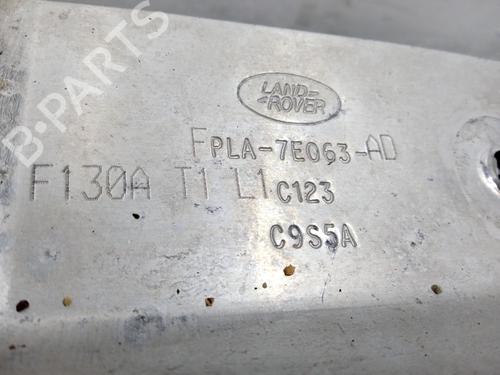 B-PARTS
LAND-
-ROVER
FPLA-7E063-AD
F130A T1 L1 C123
C9S5A